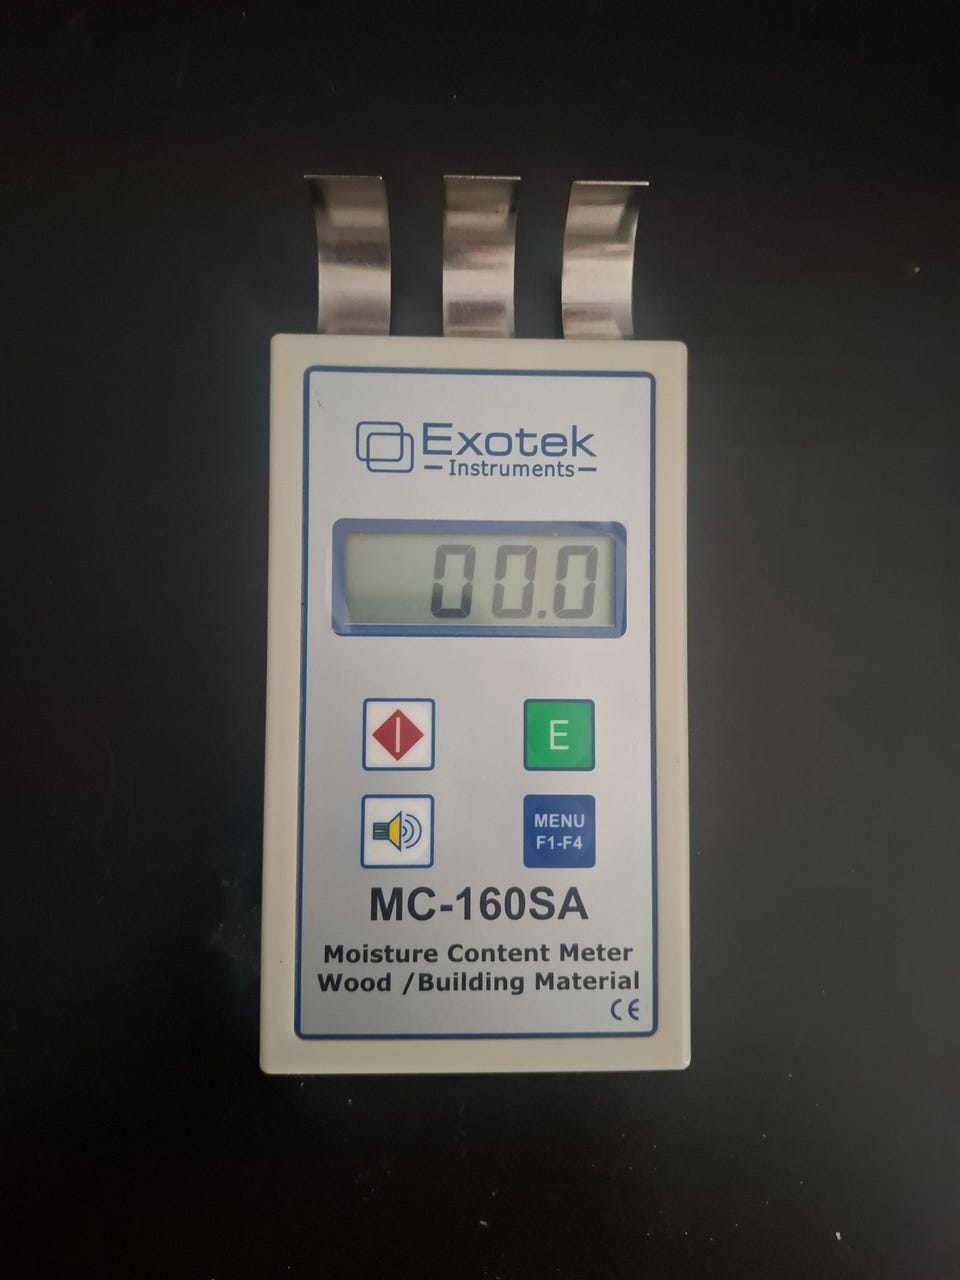 Exotek
Instruments
00.0
E
MENU
F1-F4
MC-160SA
Moisture Content Meter
Wood /Building Material
CE